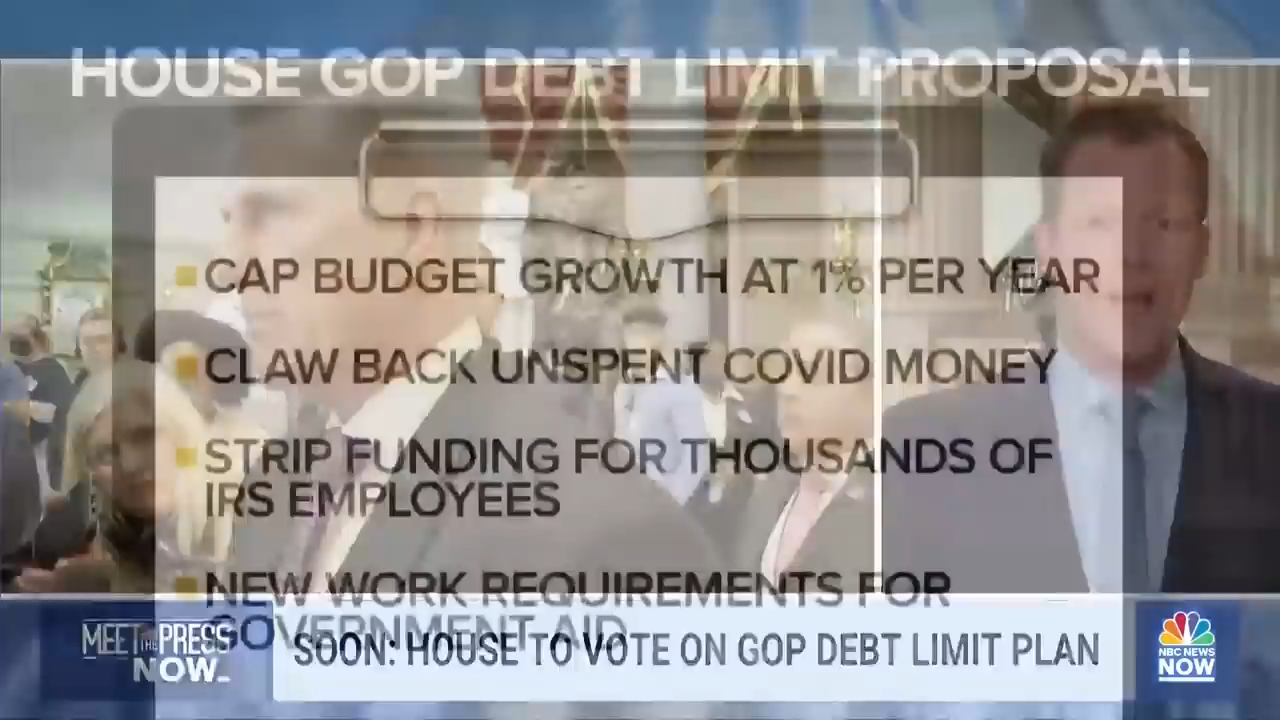 HOUSE GOP DEBT LIMIT PROPOSAL
CAP BUDGET GROWTH AT 1% PER YEAR
CLAW BACK UNSPENT COVID MONEY
STRIP FUNDING FOR THOUSANDS OF
IRS EMPLOYEES
NEW WORK REQUIREMENTS FOR
GOVERNMENT AID
MEET THE PRESS
NOW
SOON: HOUSE TO VOTE ON GOP DEBT LIMIT PLAN
NBC NEWS
NOW